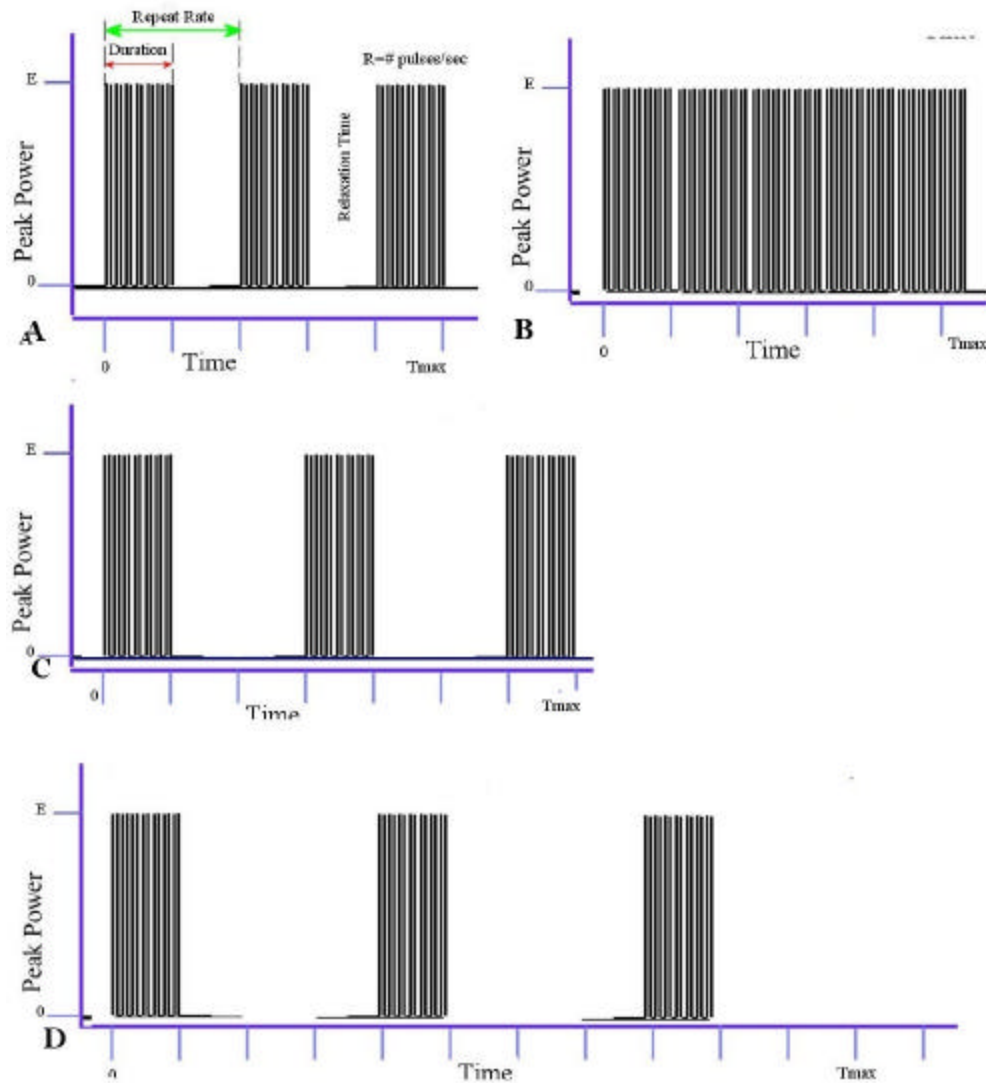 Repeat Rate
Duration
R=# pulses/sec
E
Peak Power
Relaxation Time
0
A
A
0
Time
Tmax
E
Peak Power
0
B
0
Time
Tmax
E
Peak Power
0
C
0
Time
Tmax
E
Peak Power
0
D
0
Time
Tmax